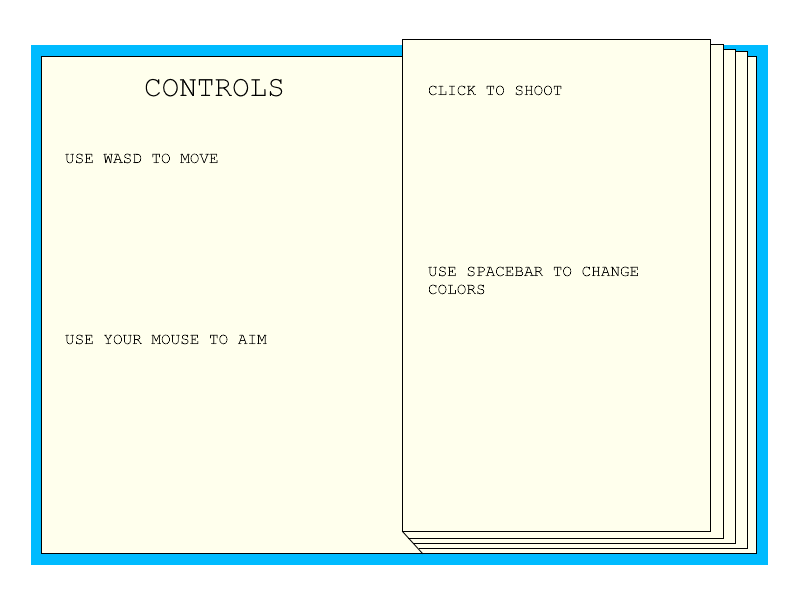 CONTROLS
USE WASD TO MOVE
USE YOUR MOUSE TO AIM
CLICK TO SHOOT
USE SPACEBAR TO CHANGE
COLORS